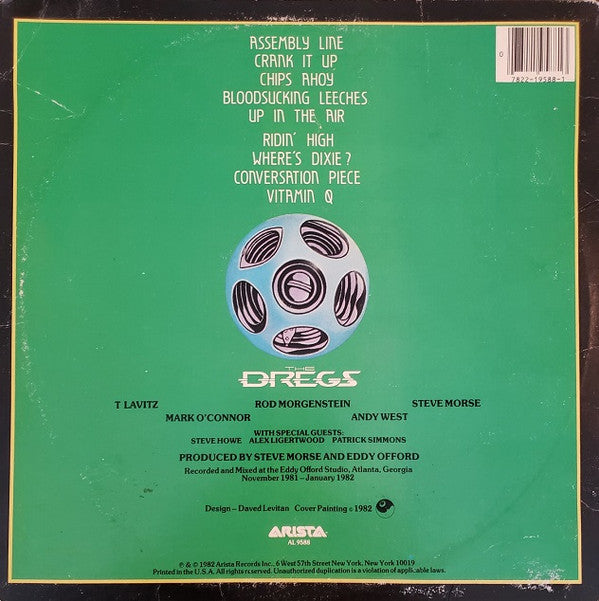 ASSEMBLY LINE
CRANK IT UP
CHIPS AHOY
BLOODSUCKING LEECHES
UP IN THE AIR
RIDIN' HIGH
WHERE'S DIXIE?
CONVERSATION PIECE
VITAMIN Q
0
7822-19588-1
THE
DREGS
T LAVITZ ROD MORGENSTEIN STEVE MORSE
MARK O'CONNOR ANDY WEST
WITH SPECIAL GUESTS:
STEVE HOWE ALEX LIGERTWOOD PATRICK SIMMONS
PRODUCED BY STEVE MORSE AND EDDY OFFORD
Recorded and Mixed at the Eddy Offord Studio, Atlanta, Georgia
November 1981–January 1982
Design – Daved Levitan Cover Painting © 1982
ARISTA
AL 9588
℗ & © 1982 Arista Records Inc., 6 West 57th Street New York, New York 10019
Printed in the U.S.A. All rights reserved. Unauthorized duplication is a violation of applicable laws.